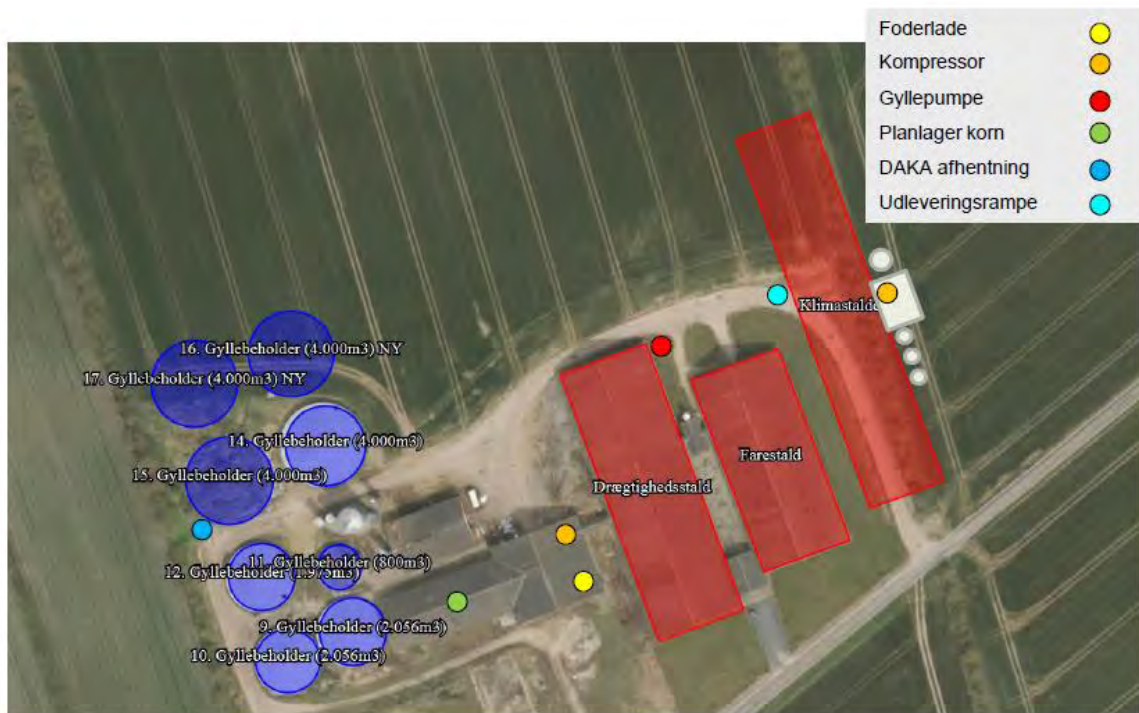 Foderlade
Kompressor
Gyllepumpe
Planlager korn
DAKA afhentning
Udleveringsrampe
Klimastalde
16. Gyllebeholder (4.000m3) NY
17. Gyllebeholder (4.000m3) NY
14. Gyllebeholder (4.000m3)
15. Gyllebeholder (4.000m3)
Farestald
Drægtighedsstald
11. Gyllebeholder (800m3)
12. Gyllebeholder (1.975m3)
9. Gyllebeholder (2.056m3)
10. Gyllebeholder (2.056m3)